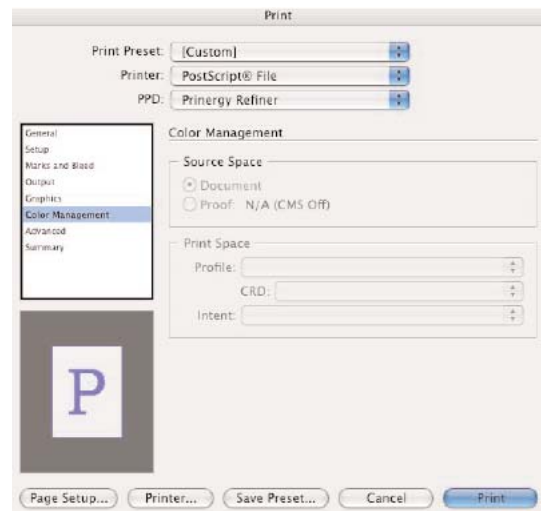 Print
Print Preset: [Custom]
Printer: PostScript® File
PPD: Prinergy Refiner
General
Setup
Marks and Bleed
Output
Graphics
Color Management
Advanced
Summary
Color Management
Source Space
Document
Proof: N/A (CMS Off)
Print Space
Profile:
CRD:
Intent:
P
Page Setup... Printer... Save Preset... Cancel Print